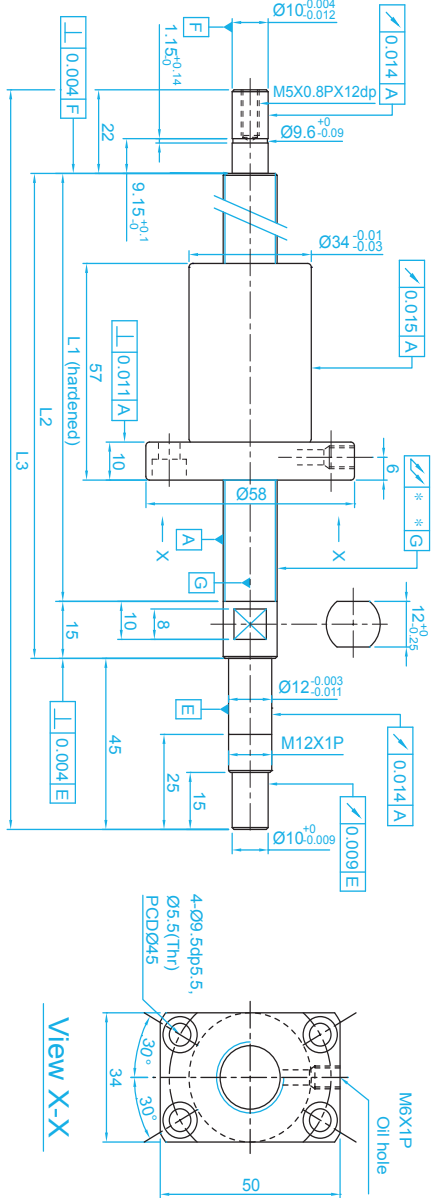 Ø10 -0.004 -0.012
F
1.15 +0.14 -0
M5X0.8PX12dp
0.014 A
0.004 F
22
Ø9.6 +0 -0.09
9.15 +0.1 -0
Ø34 -0.01 -0.03
0.015 A
L1 (hardened)
57
0.011 A
L2
L3
10
6
Ø58
* * G
X
X
A
G
15
10
8
12 +0 -0.25
Ø12 -0.003 -0.011
E
M12X1P
0.004 E
45
25
15
0.014 A
0.009 E
Ø10 +0 -0.009
4-Ø9.5dp5.5,
Ø5.5(Thr)
PCDØ45
30°
30°
34
50
M6X1P
Oil hole
View X-X